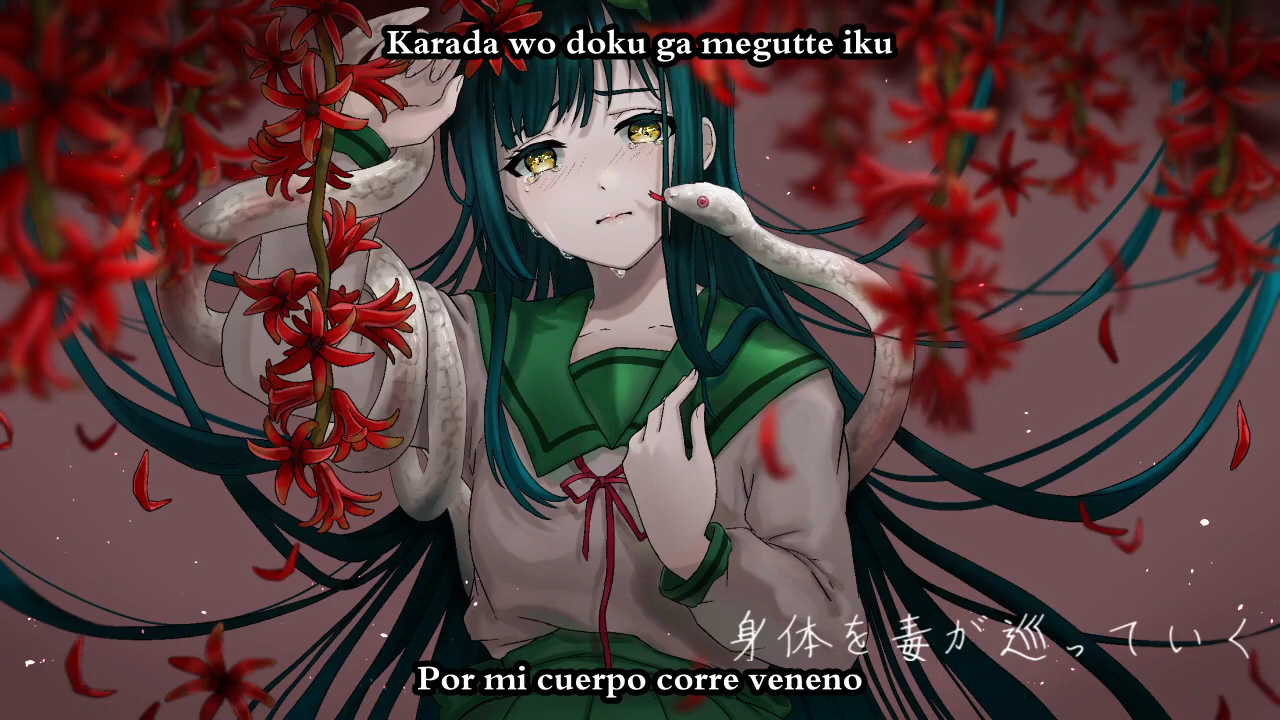 Karada wo doku ga megutte iku
身体を毒が巡っていく
Por mi cuerpo corre veneno